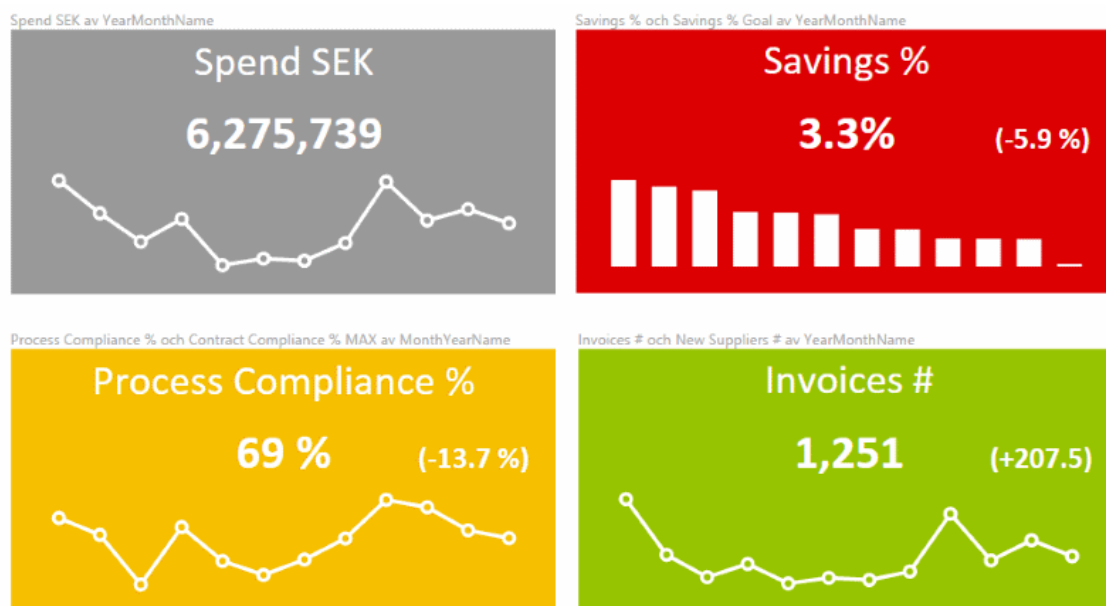 Spend SEK av YearMonthName
Spend SEK
6,275,739
Savings % och Savings % Goal av YearMonthName
Savings %
3.3% (-5.9 %)
Process Compliance % och Contract Compliance % MAX av MonthYearName
Process Compliance %
69 % (-13.7 %)
Invoices # och New Suppliers # av YearMonthName
Invoices #
1,251 (+207.5)